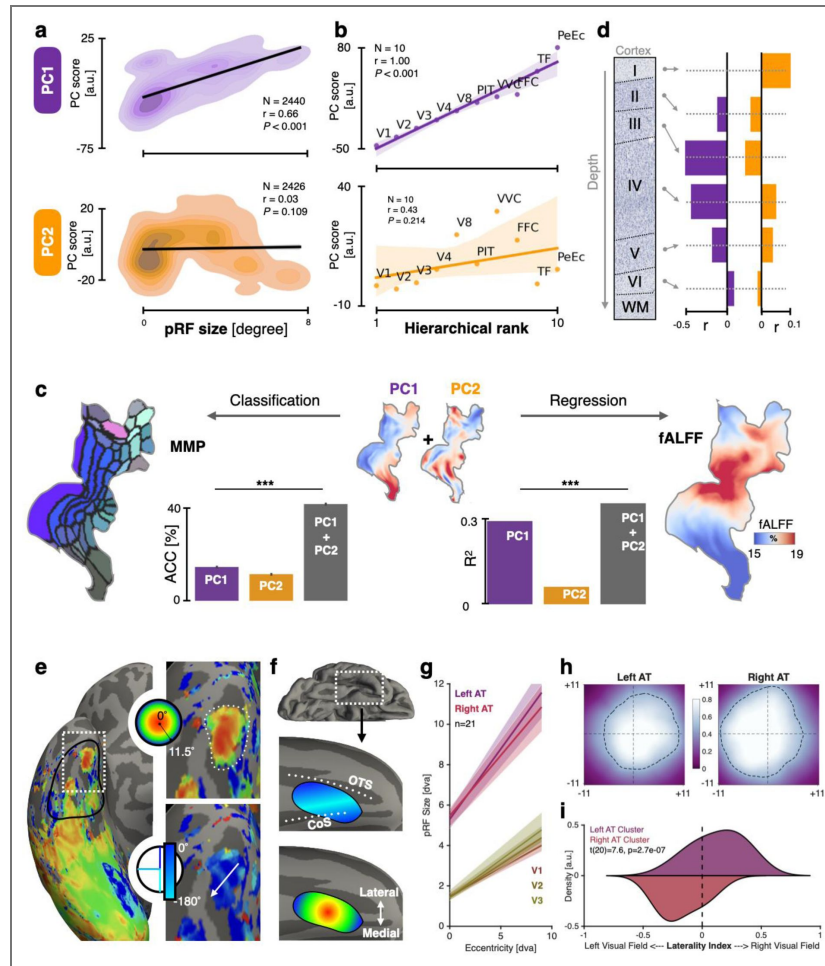 a
PC1
PC score
[a.u.]
25
-75
N = 2440
r = 0.66
P < 0.001
PC2
PC score
[a.u.]
20
-20
N = 2426
r = 0.03
P = 0.109
0
8
pRF size [degree]
b
PC score
[a.u.]
80
-50
N = 10
r = 1.00
P < 0.001
V1
V2
V3
V4
V8
PIT
VVC
FFC
TF
PeEc
PC score
[a.u.]
40
-10
N = 10
r = 0.43
P = 0.214
V1
V2
V3
V4
V8
PIT
VVC
FFC
TF
PeEc
1
10
Hierarchical rank
d
Cortex
Depth
I
II
III
IV
V
VI
WM
-0.5
0
r
0
0.1
r
c
Classification
PC1
PC2
+
Regression
MMP
fALFF
***
ACC [%]
40
0
PC1
PC2
PC1
+
PC2
***
R²
0.3
0
PC1
PC2
PC1
+
PC2
fALFF
%
15
19
e
0°
11.5°
0°
-180°
f
OTS
CoS
Lateral
Medial
g
Left AT
Right AT
n=21
pRF Size [dva]
12
10
8
6
4
2
0
0
5
Eccentricity [dva]
V1
V2
V3
h
Left AT
Right AT
+11
-11
+11
0.8
0.6
0.4
0.2
0
+11
-11
+11
i
Left AT Cluster
Right AT Cluster
t(20)=7.6, p=2.7e-07
Density [a.u.]
0.5
0
-0.5
-1
-0.5
0
0.5
1
Left Visual Field <--- Laterality Index ---> Right Visual Field